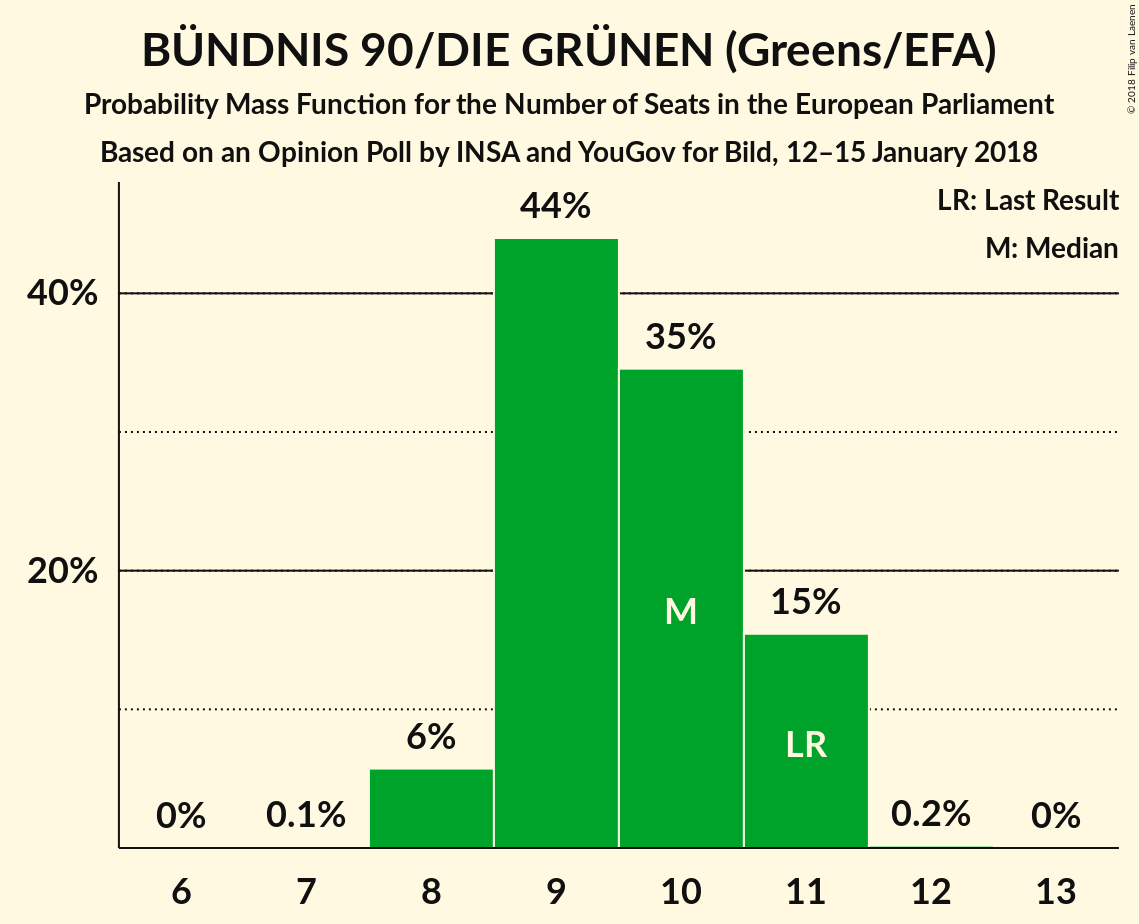 BÜNDNIS 90/DIE GRÜNEN (Greens/EFA)
Probability Mass Function for the Number of Seats in the European Parliament
Based on an Opinion Poll by INSA and YouGov for Bild, 12–15 January 2018
© 2018 Filip van Laenen
LR: Last Result
M: Median
44%
40%
35%
20%
M
15%
LR
6%
0%
0.1%
0.2%
0%
6 7 8 9 10 11 12 13